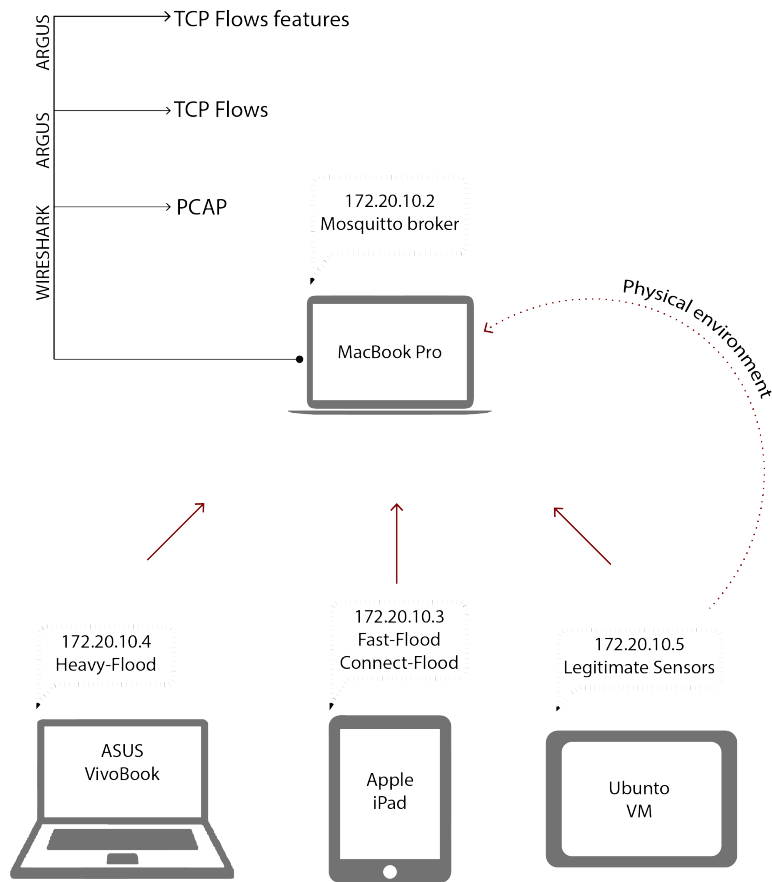 ARGUS
TCP Flows features
ARGUS
TCP Flows
WIRESHARK
PCAP
172.20.10.2
Mosquitto broker
MacBook Pro
Physical environment
172.20.10.4
Heavy-Flood
172.20.10.3
Fast-Flood
Connect-Flood
172.20.10.5
Legitimate Sensors
ASUS
VivoBook
Apple
iPad
Ubunto
VM